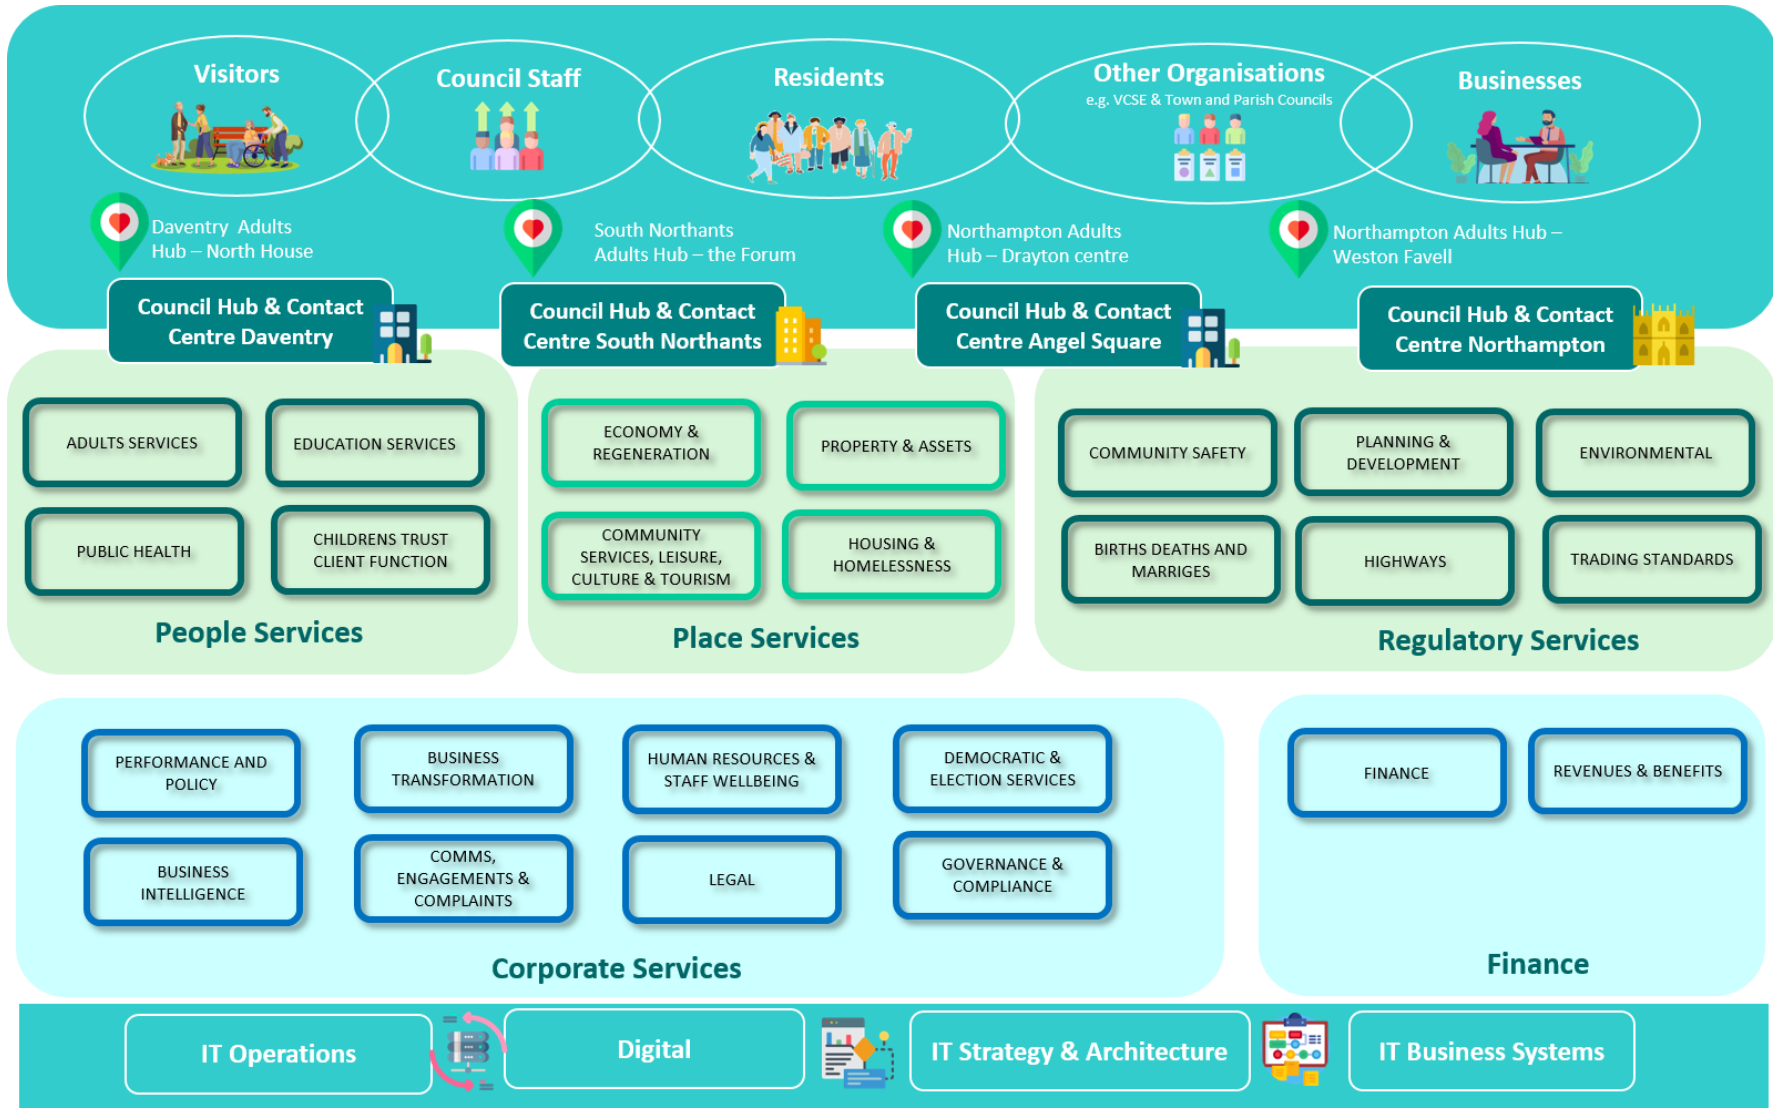 Visitors
Council Staff
Residents
Other Organisations
e.g. VCSE & Town and Parish Councils
Businesses
Daventry Adults
Hub – North House
South Northants
Adults Hub – the Forum
Northampton Adults
Hub – Drayton centre
Northampton Adults Hub –
Weston Favell
Council Hub & Contact
Centre Daventry
Council Hub & Contact
Centre South Northants
Council Hub & Contact
Centre Angel Square
Council Hub & Contact
Centre Northampton
ADULTS SERVICES
EDUCATION SERVICES
PUBLIC HEALTH
CHILDRENS TRUST
CLIENT FUNCTION
People Services
ECONOMY &
REGENERATION
PROPERTY & ASSETS
COMMUNITY
SERVICES, LEISURE,
CULTURE & TOURISM
HOUSING &
HOMELESSNESS
Place Services
COMMUNITY SAFETY
PLANNING &
DEVELOPMENT
ENVIRONMENTAL
BIRTHS DEATHS AND
MARRIGES
HIGHWAYS
TRADING STANDARDS
Regulatory Services
PERFORMANCE AND
POLICY
BUSINESS
TRANSFORMATION
HUMAN RESOURCES &
STAFF WELLBEING
DEMOCRATIC &
ELECTION SERVICES
BUSINESS
INTELLIGENCE
COMMS,
ENGAGEMENTS &
COMPLAINTS
LEGAL
GOVERNANCE &
COMPLIANCE
Corporate Services
FINANCE
REVENUES & BENEFITS
Finance
IT Operations
Digital
IT Strategy & Architecture
IT Business Systems